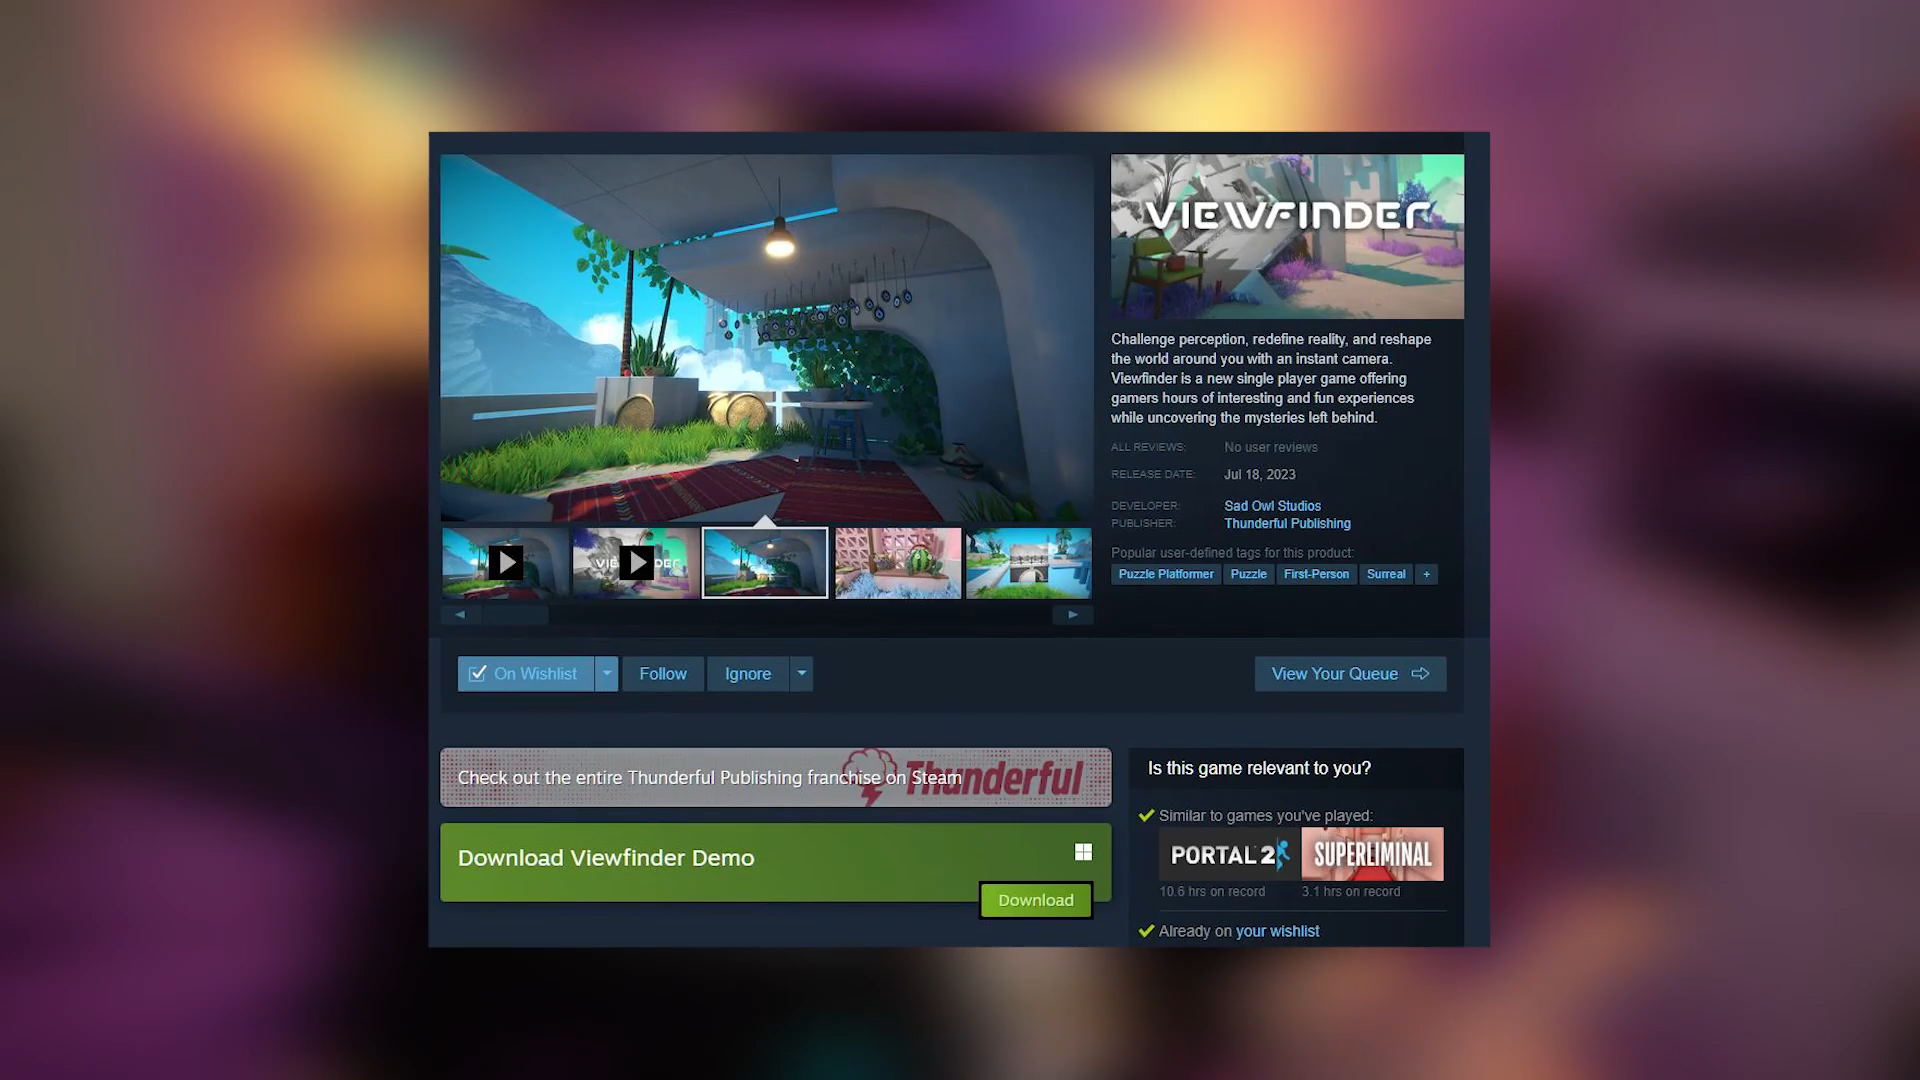 VIEWFINDER
Challenge perception, redefine reality, and reshape
the world around you with an instant camera.
Viewfinder is a new single player game offering
gamers hours of interesting and fun experiences
while uncovering the mysteries left behind.
ALL REVIEWS: No user reviews
RELEASE DATE: Jul 18, 2023
DEVELOPER: Sad Owl Studios
PUBLISHER: Thunderful Publishing
Popular user-defined tags for this product:
Puzzle Platformer Puzzle First-Person Surreal +
On Wishlist Follow Ignore View Your Queue
Check out the entire Thunderful Publishing franchise on Steam
Thunderful
Download Viewfinder Demo
Download
Is this game relevant to you?
Similar to games you've played:
PORTAL 2 SUPERLIMINAL
10.6 hrs on record 3.1 hrs on record
Already on your wishlist